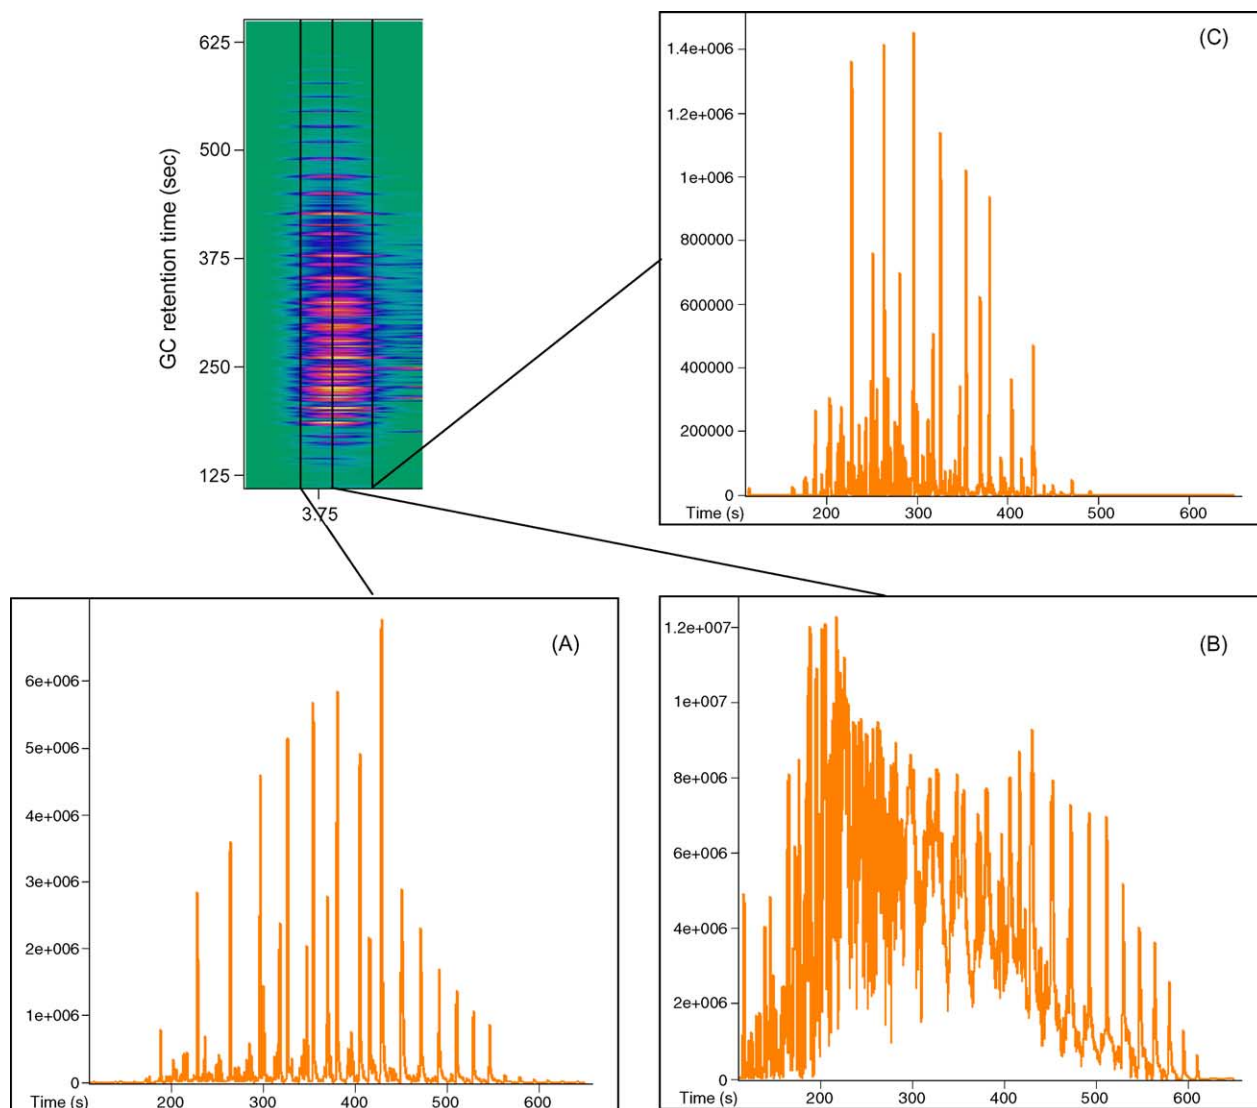 625
500
375
250
125
GC retention time (sec)
3.75
(C)
1.4e+006
1.2e+006
1e+006
800000
600000
400000
200000
0
Time (s) 200 300 400 500 600
(A)
6e+006
5e+006
4e+006
3e+006
2e+006
1e+006
0
Time (s) 200 300 400 500 600
(B)
1.2e+007
1e+007
8e+006
6e+006
4e+006
2e+006
0
Time (s) 200 300 400 500 600